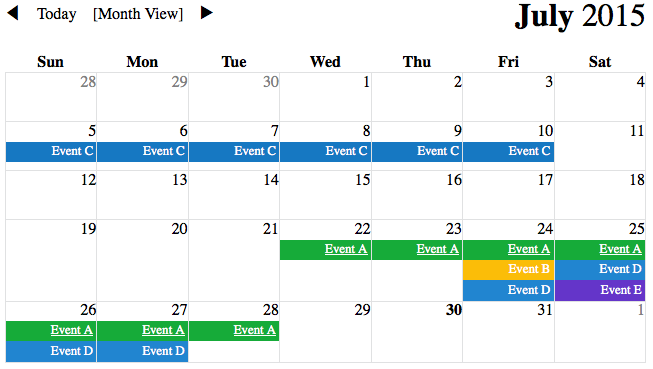 ◀ Today [Month View] ▶ July 2015
Sun Mon Tue Wed Thu Fri Sat
28 29 30 1 2 3 4
5 6 7 8 9 10 11
Event C Event C Event C Event C Event C Event C
12 13 14 15 16 17 18
19 20 21 22 23 24 25
Event A Event A Event A Event A
Event B Event D
Event D Event E
26 27 28 29 30 31 1
Event A Event A Event A
Event D Event D